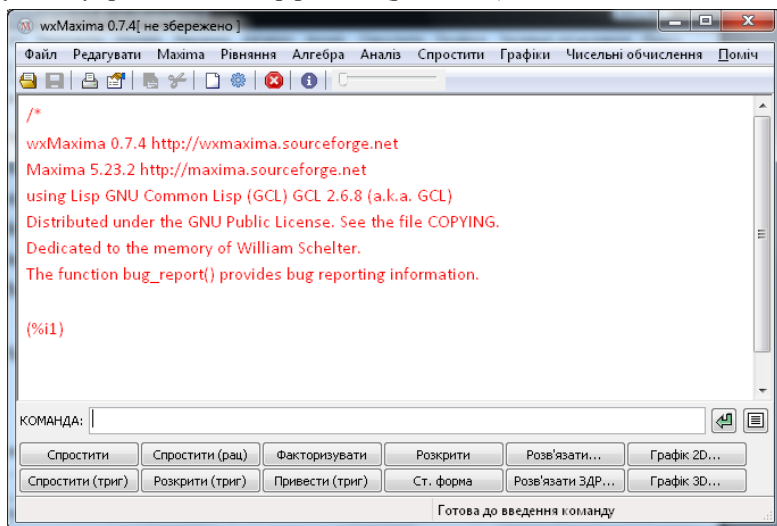 wxMaxima 0.7.4[ не збережено ]
Файл Редагувати Maxima Рівняння Алгебра Аналіз Спростити Графіки Чисельні обчислення Поміч
/*
wxMaxima 0.7.4 http://wxmaxima.sourceforge.net
Maxima 5.23.2 http://maxima.sourceforge.net
using Lisp GNU Common Lisp (GCL) GCL 2.6.8 (a.k.a. GCL)
Distributed under the GNU Public License. See the file COPYING.
Dedicated to the memory of William Schelter.
The function bug_report() provides bug reporting information.
(%i1)
КОМАНДА:
Спростити Спростити (рац) Факторизувати Розкрити Розв'язати... Графік 2D...
Спростити (триг) Розкрити (триг) Привести (триг) Ст. форма Розв'язати ЗДР... Графік 3D...
Готова до введення команду